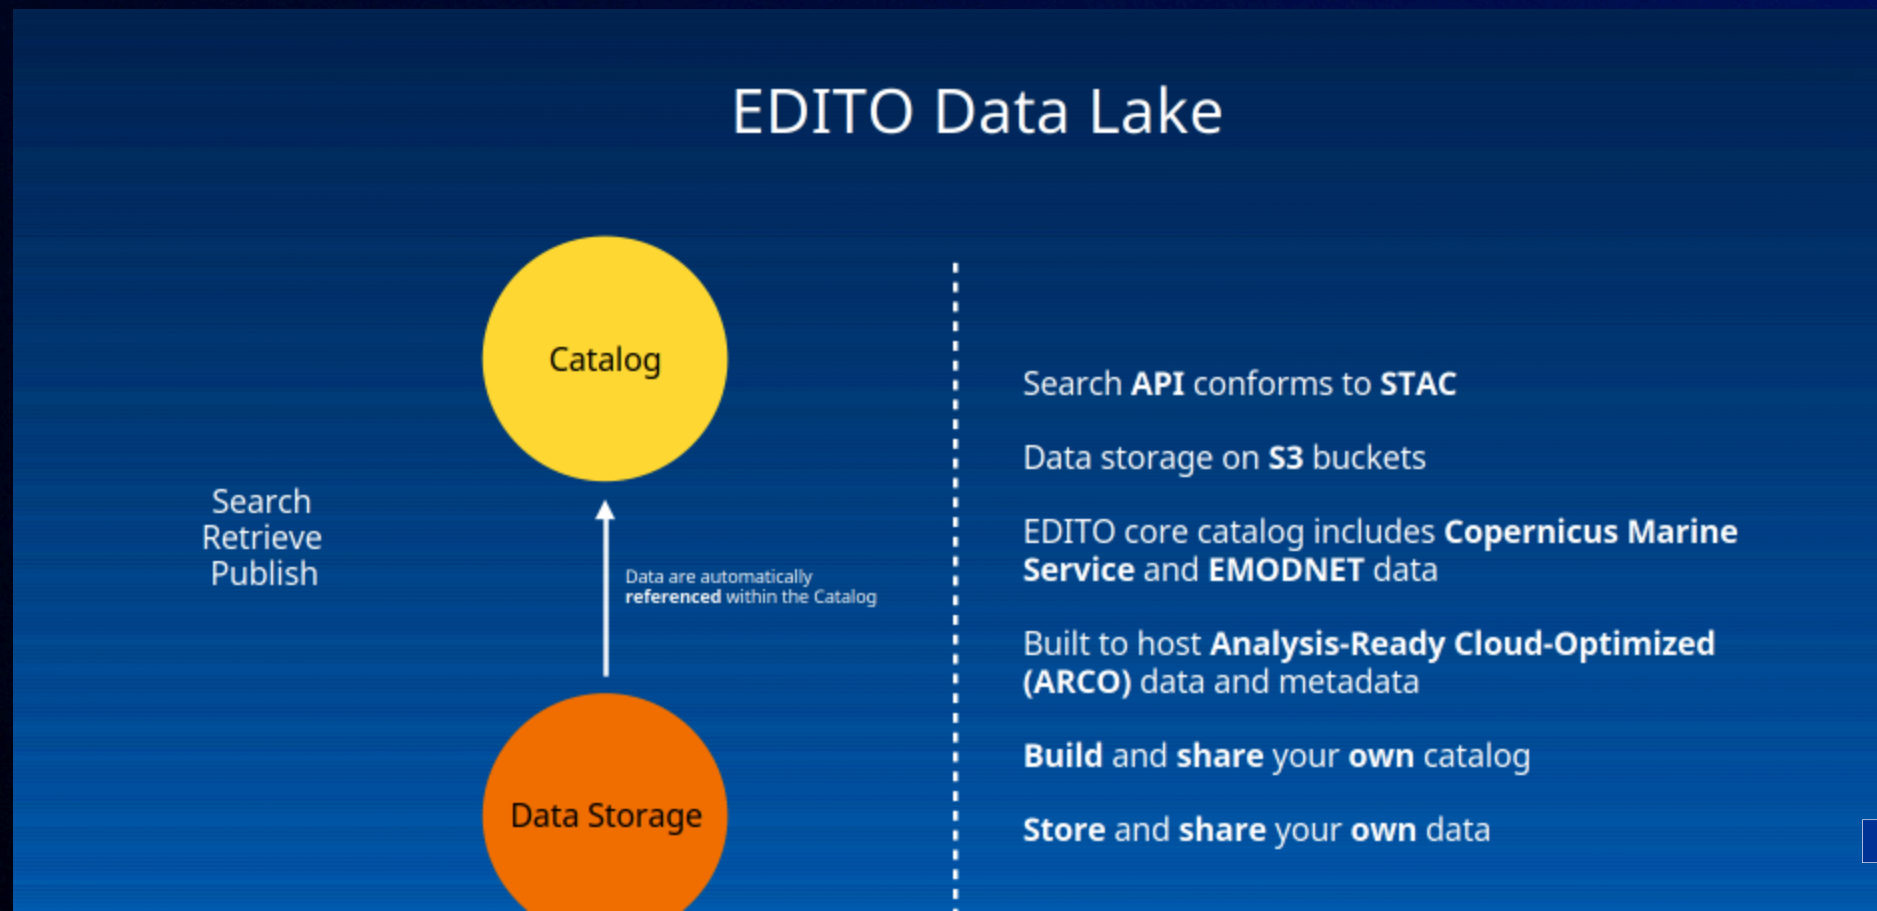 EDITO Data Lake
Catalog
Search
Retrieve
Publish
Data are automatically
referenced within the Catalog
Data Storage
Search API conforms to STAC
Data storage on S3 buckets
EDITO core catalog includes Copernicus Marine
Service and EMODNET data
Built to host Analysis-Ready Cloud-Optimized
(ARCO) data and metadata
Build and share your own catalog
Store and share your own data